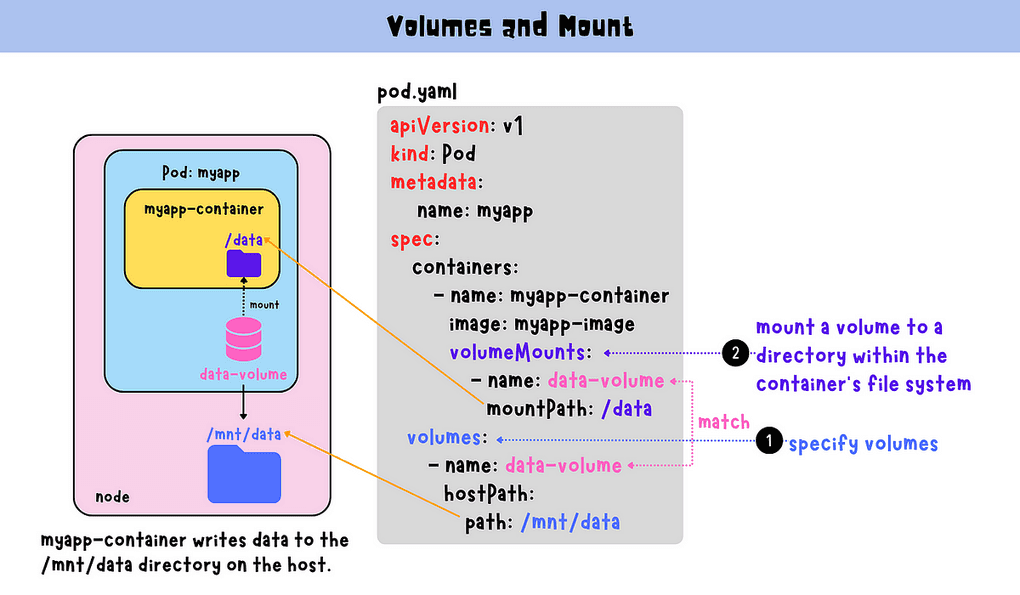 Volumes and Mount
pod.yaml
apiVersion: v1
kind: Pod
metadata:
name: myapp
spec:
containers:
- name: myapp-container
image: myapp-image
volumeMounts:
- name: data-volume
mountPath: /data
volumes:
- name: data-volume
hostPath:
path: /mnt/data
2
mount a volume to a
directory within the
container's file system
match
1
specify volumes
Pod: myapp
myapp-container
/data
mount
data-volume
/mnt/data
node
myapp-container writes data to the
/mnt/data directory on the host.